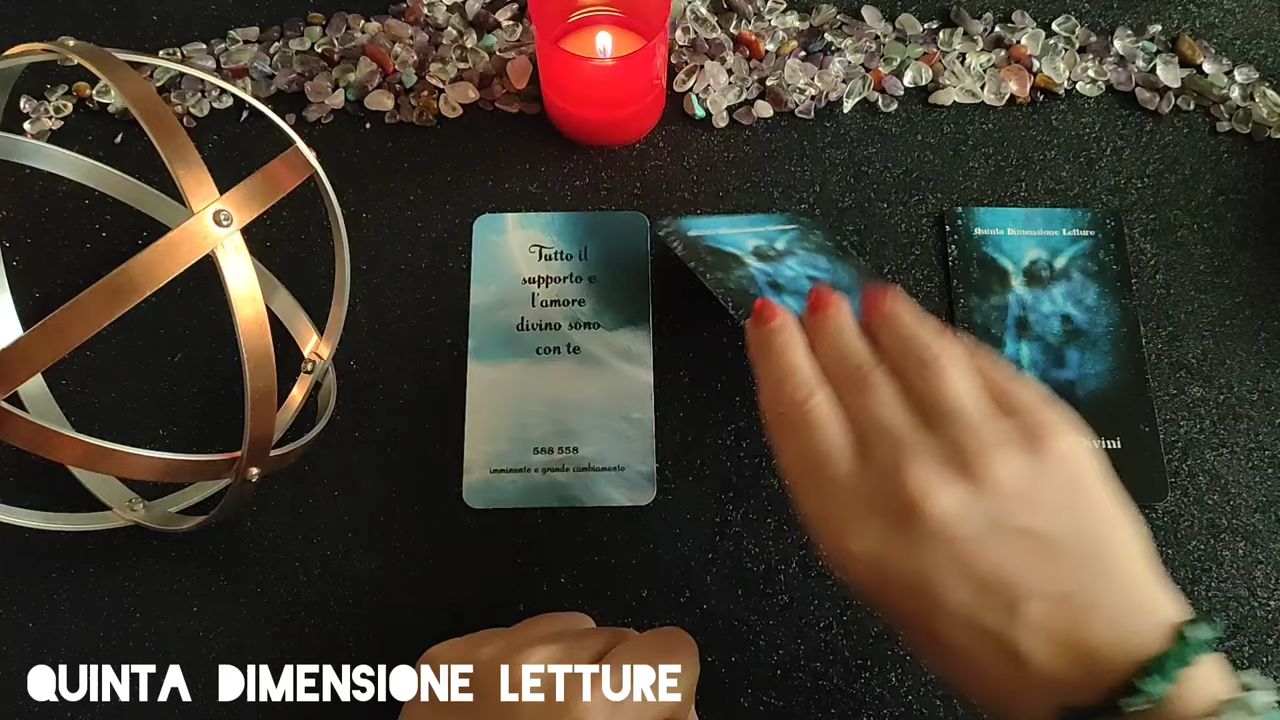 Tutto il
supporto e
l'amore
divino sono
con te
588 558
imminente e grande cambiamento
Quinta Dimensione Letture
Divini
QUINTA DIMENSIONE LETTURE